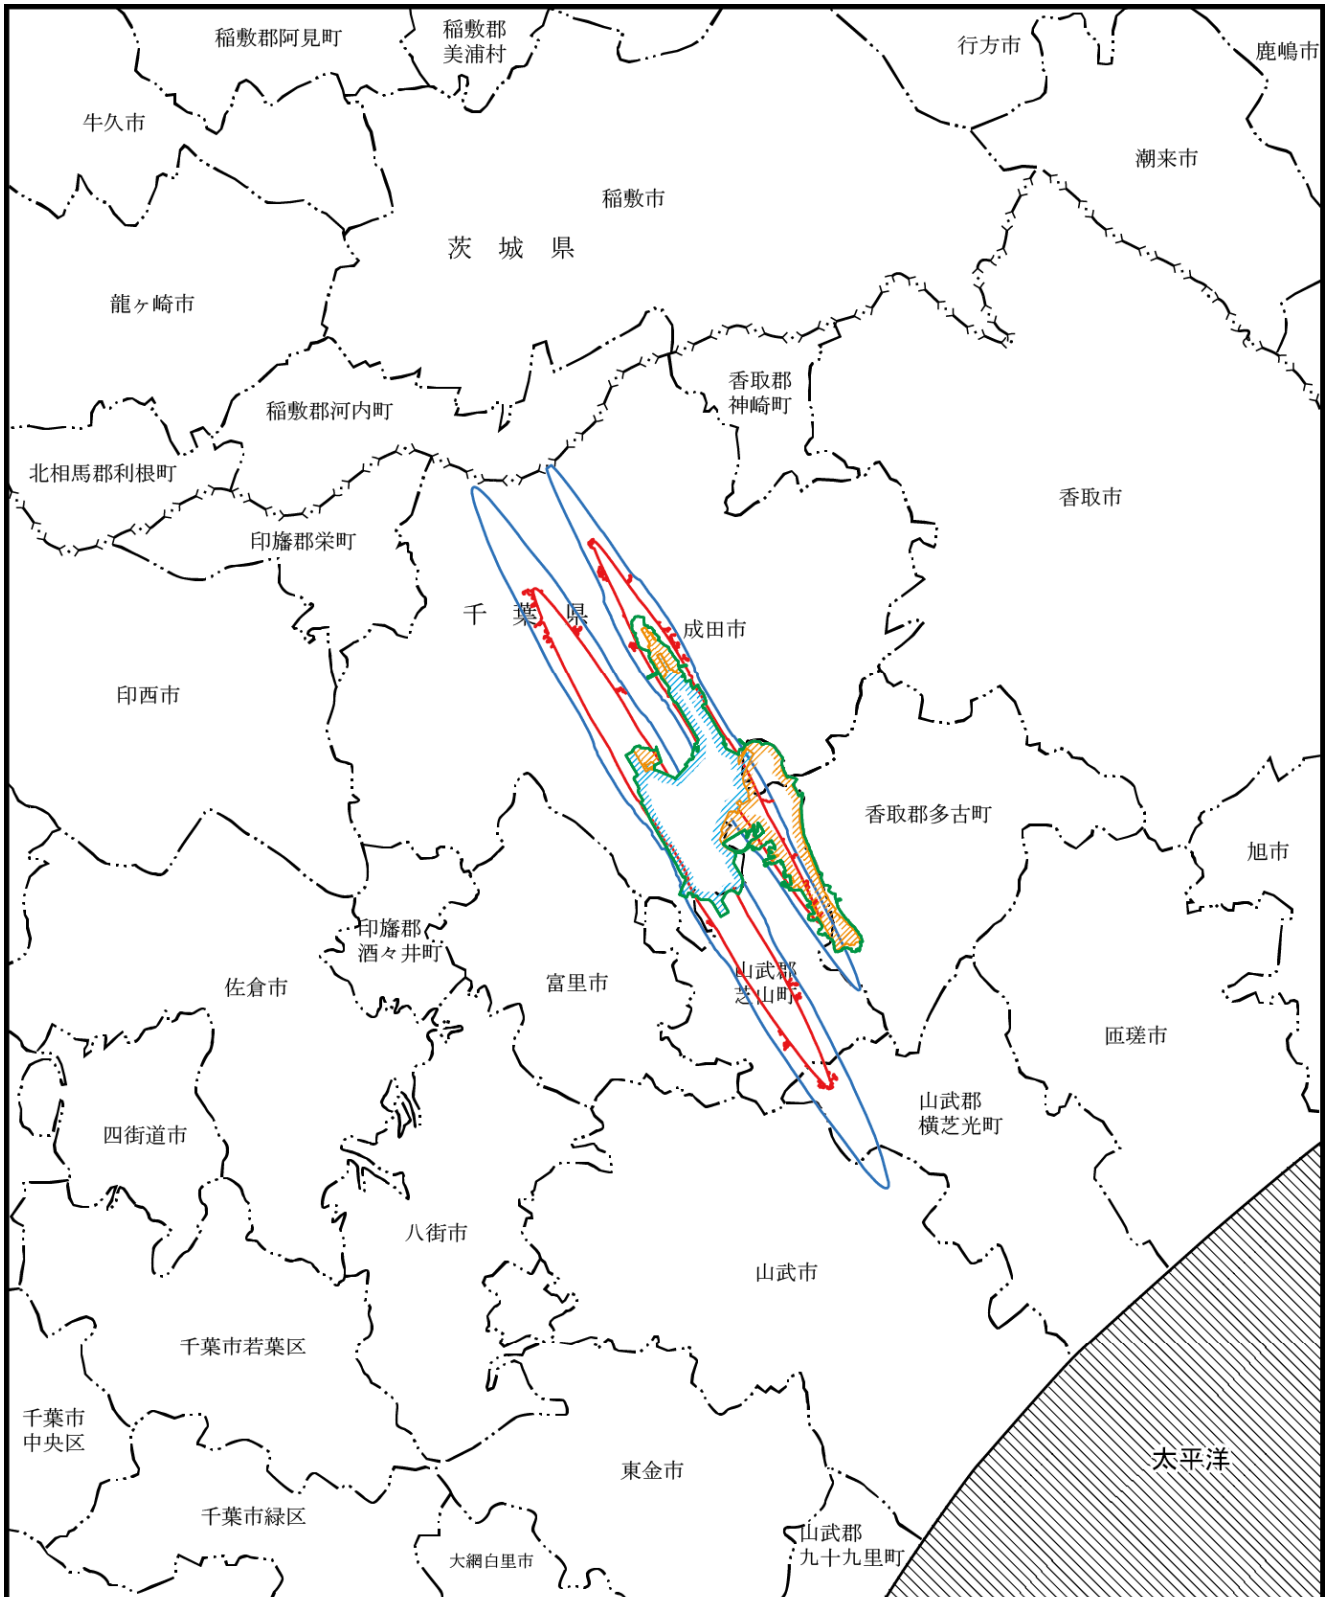 稲敷郡阿見町
稲敷郡
美浦村
行方市
鹿嶋市
牛久市
潮来市
稲敷市
茨城県
龍ヶ崎市
香取郡
神崎町
稲敷郡河内町
北相馬郡利根町
香取市
印旛郡栄町
千葉県
成田市
印西市
香取郡多古町
旭市
印旛郡
酒々井町
山武郡
芝山町
富里市
佐倉市
匝瑳市
山武郡
横芝光町
四街道市
八街市
山武市
千葉市若葉区
千葉市
中央区
太平洋
東金市
千葉市緑区
山武郡
九十九里町
大網白里市